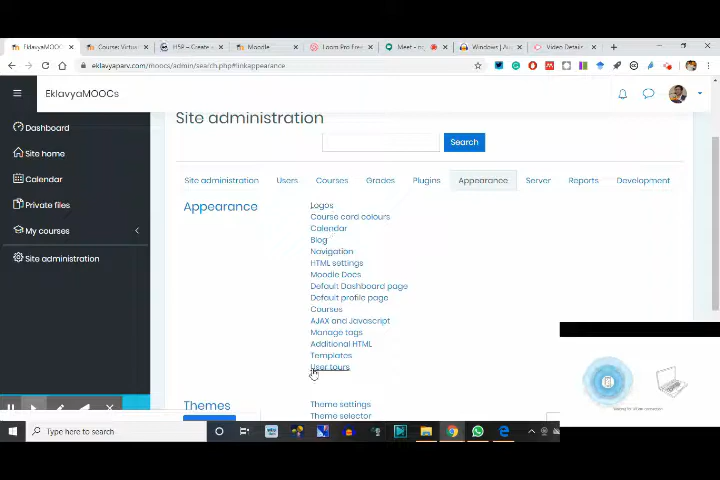 EklavyaMOOCs
Course: Virtua
H5P - Create
Moodle
Loom Pro Free
Meet
Windows | Au
Video Details
eklavyaparv.com/moocs/admin/search.php#linkappearance
EklavyaMOOCs
Dashboard
Site home
Calendar
Private files
My courses
Site administration
Site administration
Search
Site administration Users Courses Grades Plugins Appearance Server Reports Development
Appearance
Logos
Course card colours
Calendar
Blog
Navigation
HTML settings
Moodle Docs
Default Dashboard page
Default profile page
Courses
AJAX and Javascript
Manage tags
Additional HTML
Templates
User tours
Themes
Theme settings
Theme selector
Type here to search